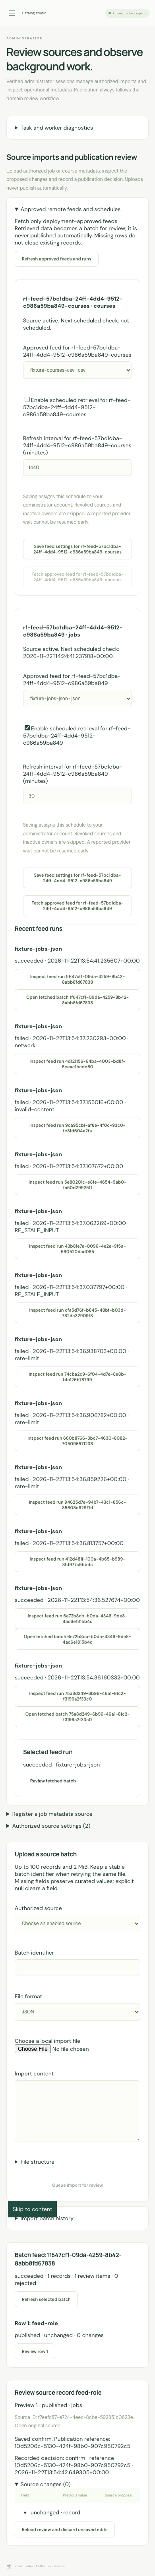 Catalog studio
ADMINISTRATION
Review sources and observe
background work.
Verified administrator sessions manage authorized imports and
inspect operational metadata. Publication always follows the
domain review workflow.
Task and worker diagnostics
Source imports and publication review
Upload authorized job or course metadata, inspect the
proposed changes and record a publication decision. Uploads
never publish automatically.
Approved remote feeds and schedules
Fetch only deployment-approved feeds.
Retrieved data becomes a batch for review; it is
never published automatically. Missing rows do
not close existing records.
Refresh approved feeds and runs
rf-feed-57bc1dba-24ff-4dd4-9512-
c986a59ba849-courses · courses
Source active. Next scheduled check: not
scheduled.
Approved feed for rf-feed-57bc1dba-
24ff-4dd4-9512-c986a59ba849-courses
fixture-courses-csv · csv
Enable scheduled retrieval for rf-feed-
57bc1dba-24ff-4dd4-9512-
c986a59ba849-courses
Refresh interval for rf-feed-57bc1dba-
24ff-4dd4-9512-c986a59ba849-courses
(minutes)
1440
Saving assigns this schedule to your
administrator account. Revoked sources and
inactive owners are skipped. A reported provider
wait cannot be resumed early.
Save feed settings for rf-feed-57bc1dba-
24ff-4dd4-9512-c986a59ba849-courses
Fetch approved feed for rf-feed-57bc1dba-
24ff-4dd4-9512-c986a59ba849-courses
rf-feed-57bc1dba-24ff-4dd4-9512-
c986a59ba849 · jobs
Source active. Next scheduled check:
2026-11-22T14:24:41.237918+00:00.
Approved feed for rf-feed-57bc1dba-
24ff-4dd4-9512-c986a59ba849
fixture-jobs-json · json
Enable scheduled retrieval for rf-feed-
57bc1dba-24ff-4dd4-9512-
c986a59ba849
Refresh interval for rf-feed-57bc1dba-
24ff-4dd4-9512-c986a59ba849
(minutes)
30
Saving assigns this schedule to your
administrator account. Revoked sources and
inactive owners are skipped. A reported provider
wait cannot be resumed early.
Save feed settings for rf-feed-57bc1dba-
24ff-4dd4-9512-c986a59ba849
Fetch approved feed for rf-feed-57bc1dba-
24ff-4dd4-9512-c986a59ba849
Recent feed runs
fixture-jobs-json
succeeded · 2026-11-22T13:54:41.235607+00:00
Inspect feed run 1f647cf1-09da-4259-8b42-
8abb8fd67838
Open fetched batch 1f647cf1-09da-4259-8b42-
8abb8fd67838
fixture-jobs-json
failed · 2026-11-22T13:54:37.230293+00:00 ·
network
fixture-jobs-json
failed · 2026-11-22T13:54:37.155016+00:00 ·
invalid-content
fixture-jobs-json
failed · 2026-11-22T13:54:37.107672+00:00
fixture-jobs-json
failed · 2026-11-22T13:54:37.062269+00:00 ·
RF_STALE_INPUT
fixture-jobs-json
failed · 2026-11-22T13:54:37.037797+00:00 ·
RF_STALE_INPUT
fixture-jobs-json
failed · 2026-11-22T13:54:36.938703+00:00 ·
rate-limit
fixture-jobs-json
failed · 2026-11-22T13:54:36.906782+00:00 ·
rate-limit
fixture-jobs-json
failed · 2026-11-22T13:54:36.859226+00:00 ·
rate-limit
fixture-jobs-json
failed · 2026-11-22T13:54:36.813757+00:00
fixture-jobs-json
succeeded · 2026-11-22T13:54:36.527674+00:00
fixture-jobs-json
succeeded · 2026-11-22T13:54:36.160332+00:00
Selected feed run
succeeded · fixture-jobs-json
Review fetched batch
Register a job metadata source
Authorized source settings (2)
Upload a source batch
Up to 100 records and 2 MiB. Keep a stable
batch identifier when retrying the same file.
Missing fields preserve curated values; explicit
null clears a field.
Authorized source
Choose an enabled source
Batch identifier
File format
JSON
Choose a local import file
Choose File No file chosen
Import content
File structure
Queue import for review
Skip to content
Import batch history
Batch feed:1f647cf1-09da-4259-8b42-
8abb8fd67838
succeeded · 1 records · 1 review items · 0
rejected
Refresh selected batch
Row 1: feed-role
published · unchanged · 0 changes
Review row 1
Review source record feed-role
Preview 1 · published · jobs
Open original source
Saved confirm. Publication reference:
10d5206c-5130-424f-98b0-907c950792c5
Recorded decision: confirm · reference
10d5206c-5130-424f-98b0-907c950792c5 ·
2026-11-22T13:54:42.649305+00:00
Source changes (0)
Field Previous value Source proposal
unchanged · record
Reload review and discard unsaved edits